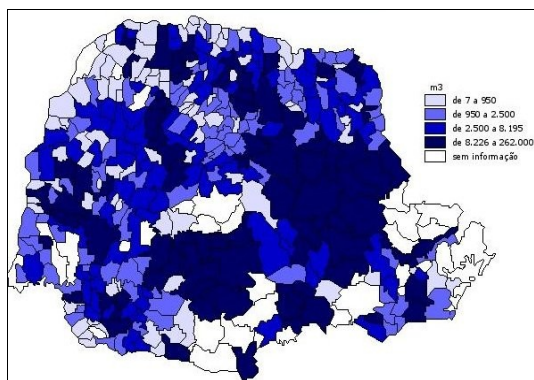 m3
de 7 a 950
de 950 a 2.500
de 2.500 a 8.195
de 8.226 a 262.000
sem informação